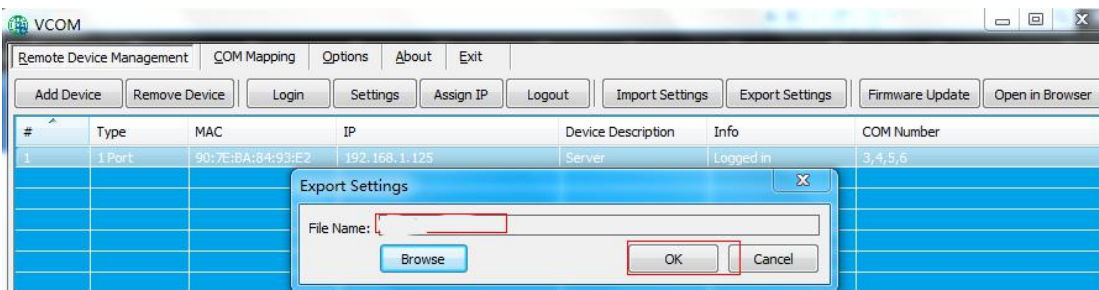 VCOM
Remote Device Management COM Mapping Options About Exit
Add Device Remove Device Login Settings Assign IP Logout Import Settings Export Settings Firmware Update Open in Browser
# Type MAC IP Device Description Info COM Number
1 1 Port 90:7E:BA:84:93:E2 192.168.1.125 Server Logged in 3,4,5,6
Export Settings
File Name:
Browse OK Cancel